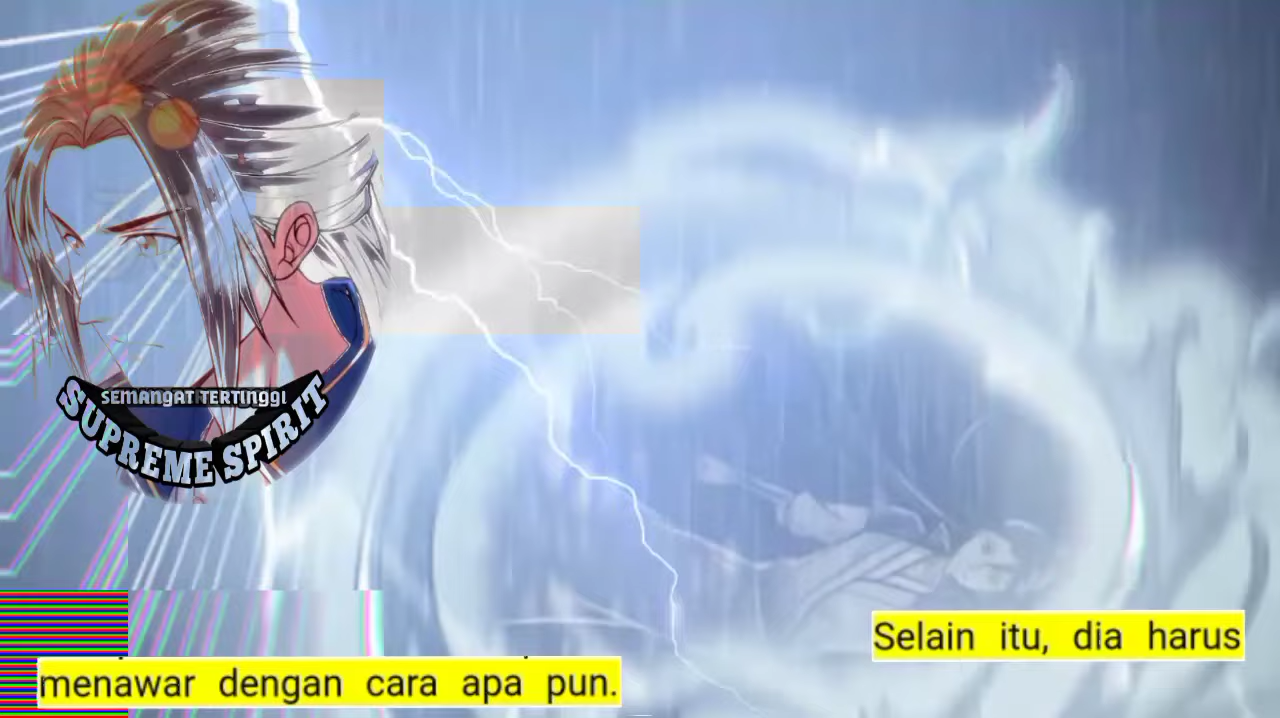 SEMANGAT TERTINGGI
SUPREME SPIRIT
Selain itu, dia harus
menawar dengan cara apa pun.